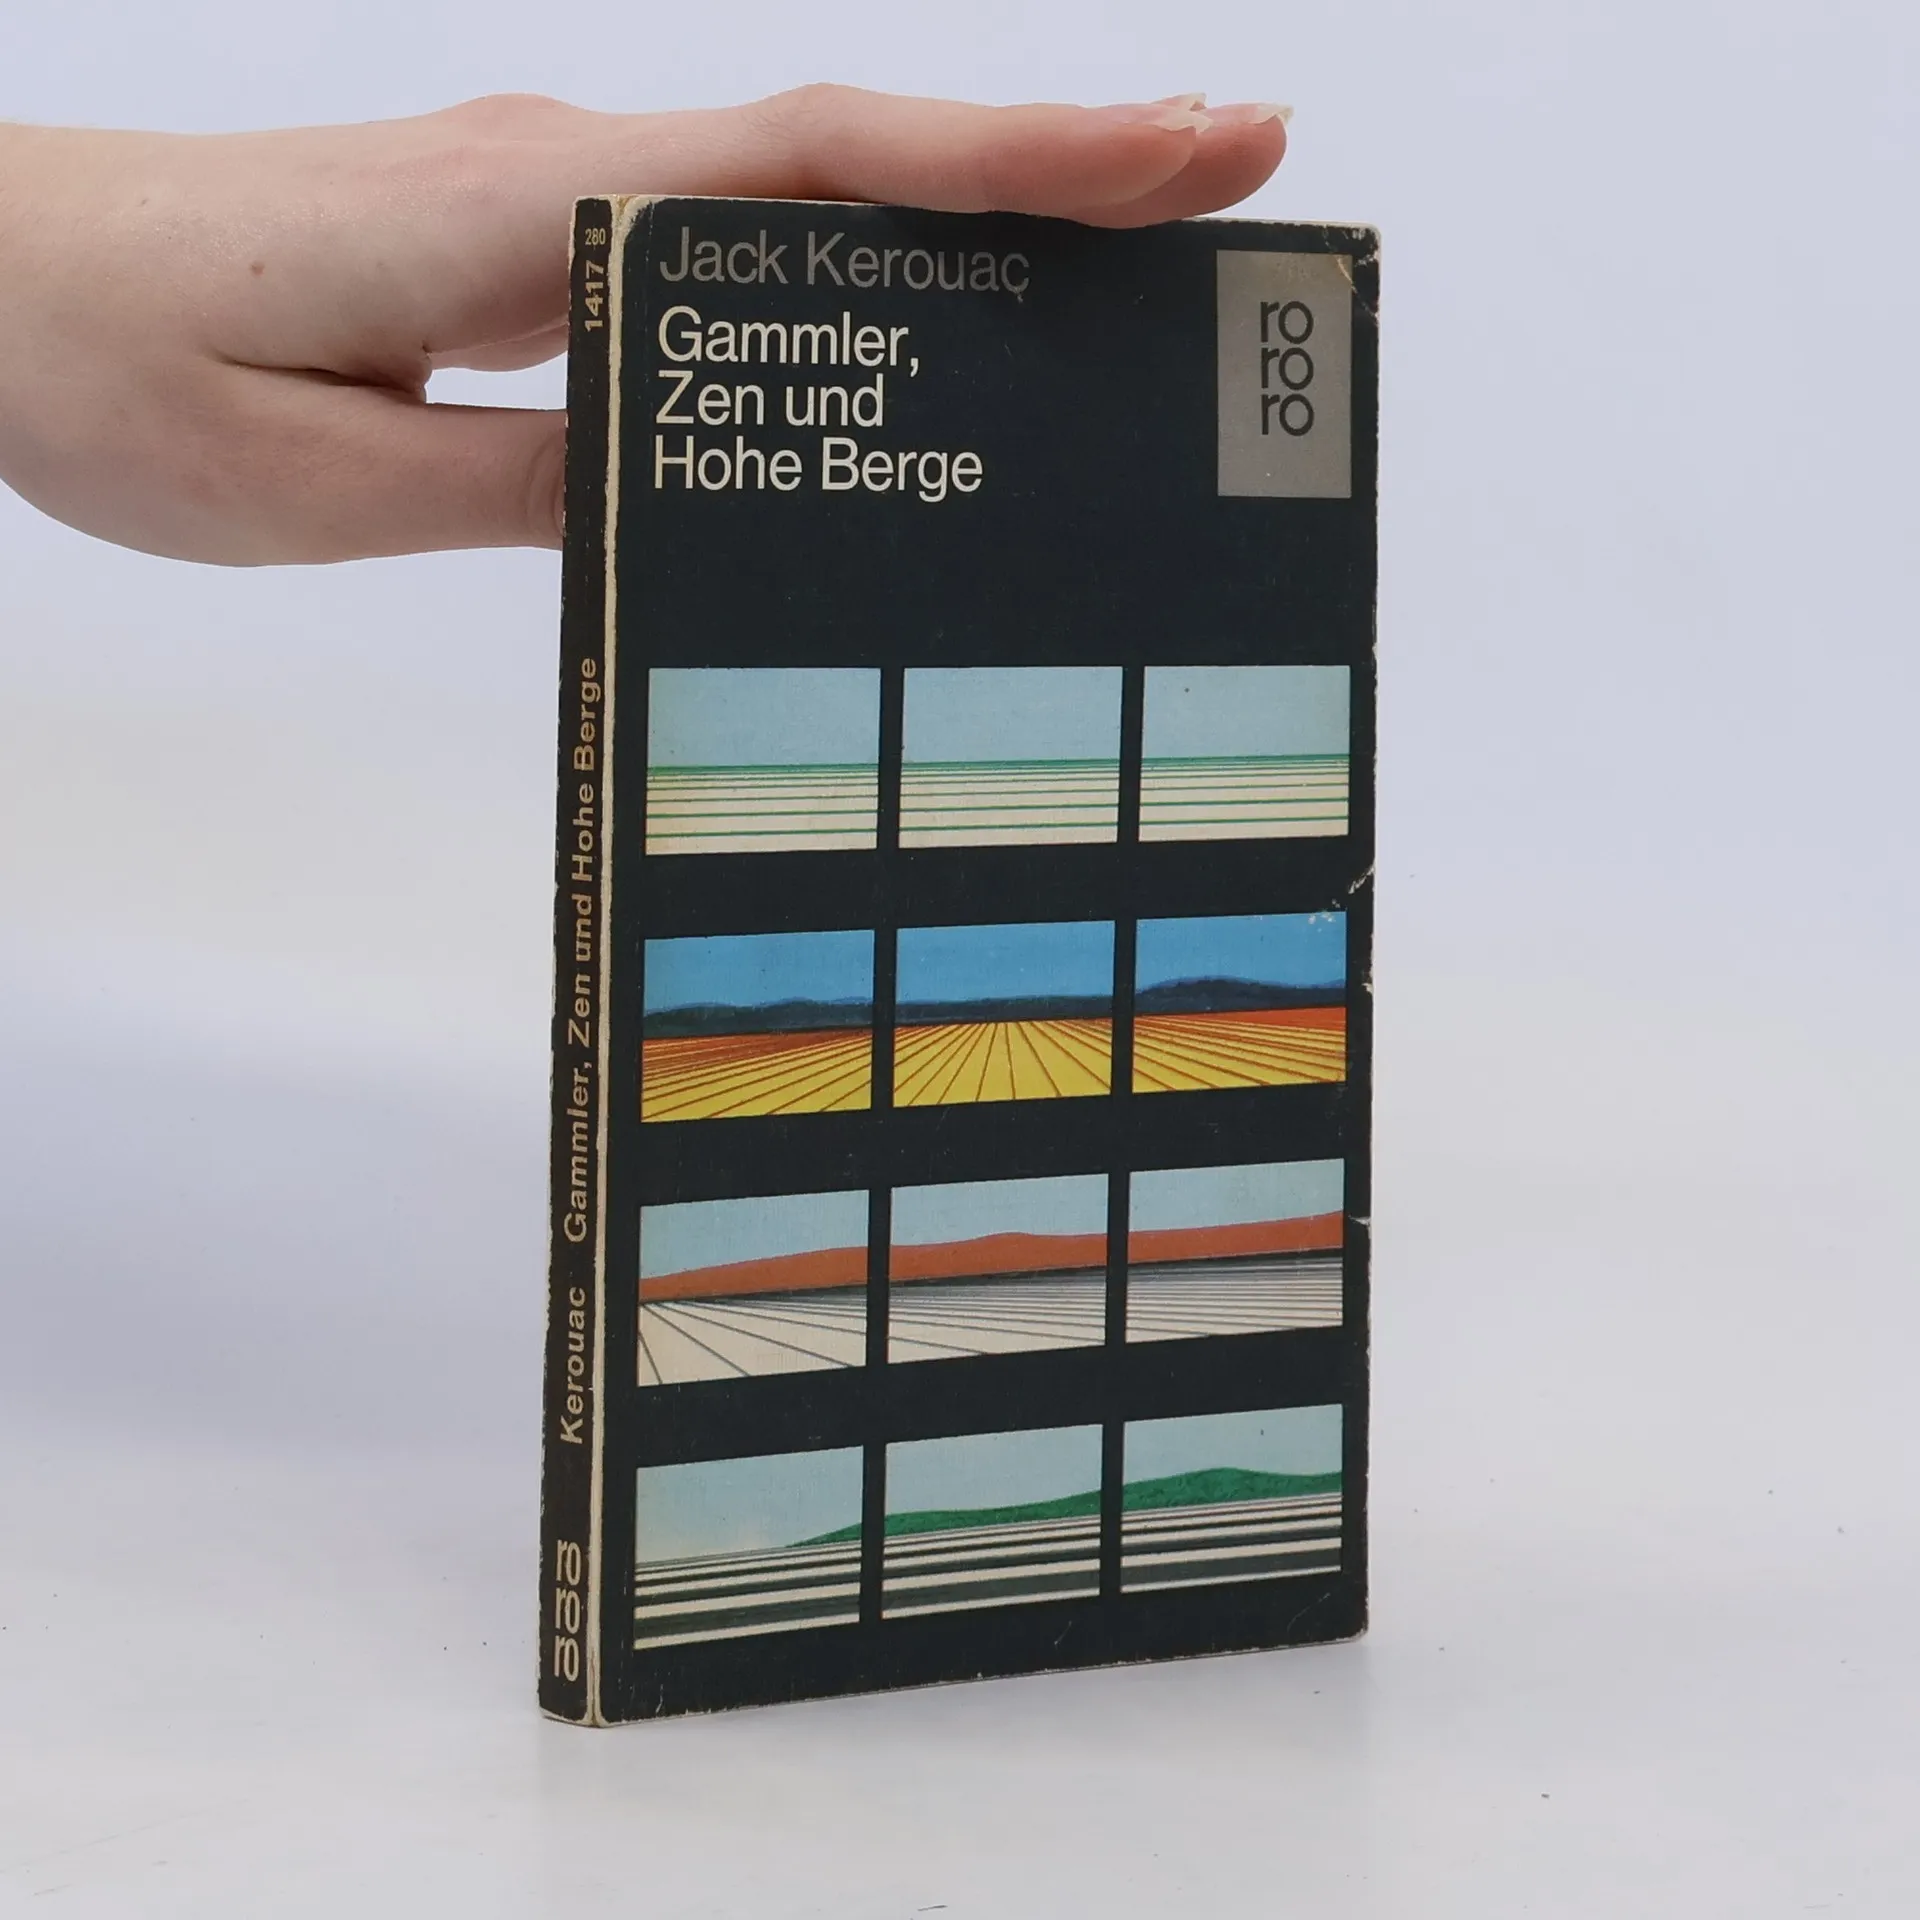 Jack Kerouac
Gammler,
Zen und
Hohe Berge
ro
ro
ro
280
1417
Kerouac Gammler, Zen und Hohe Berge
ro
ro
ro